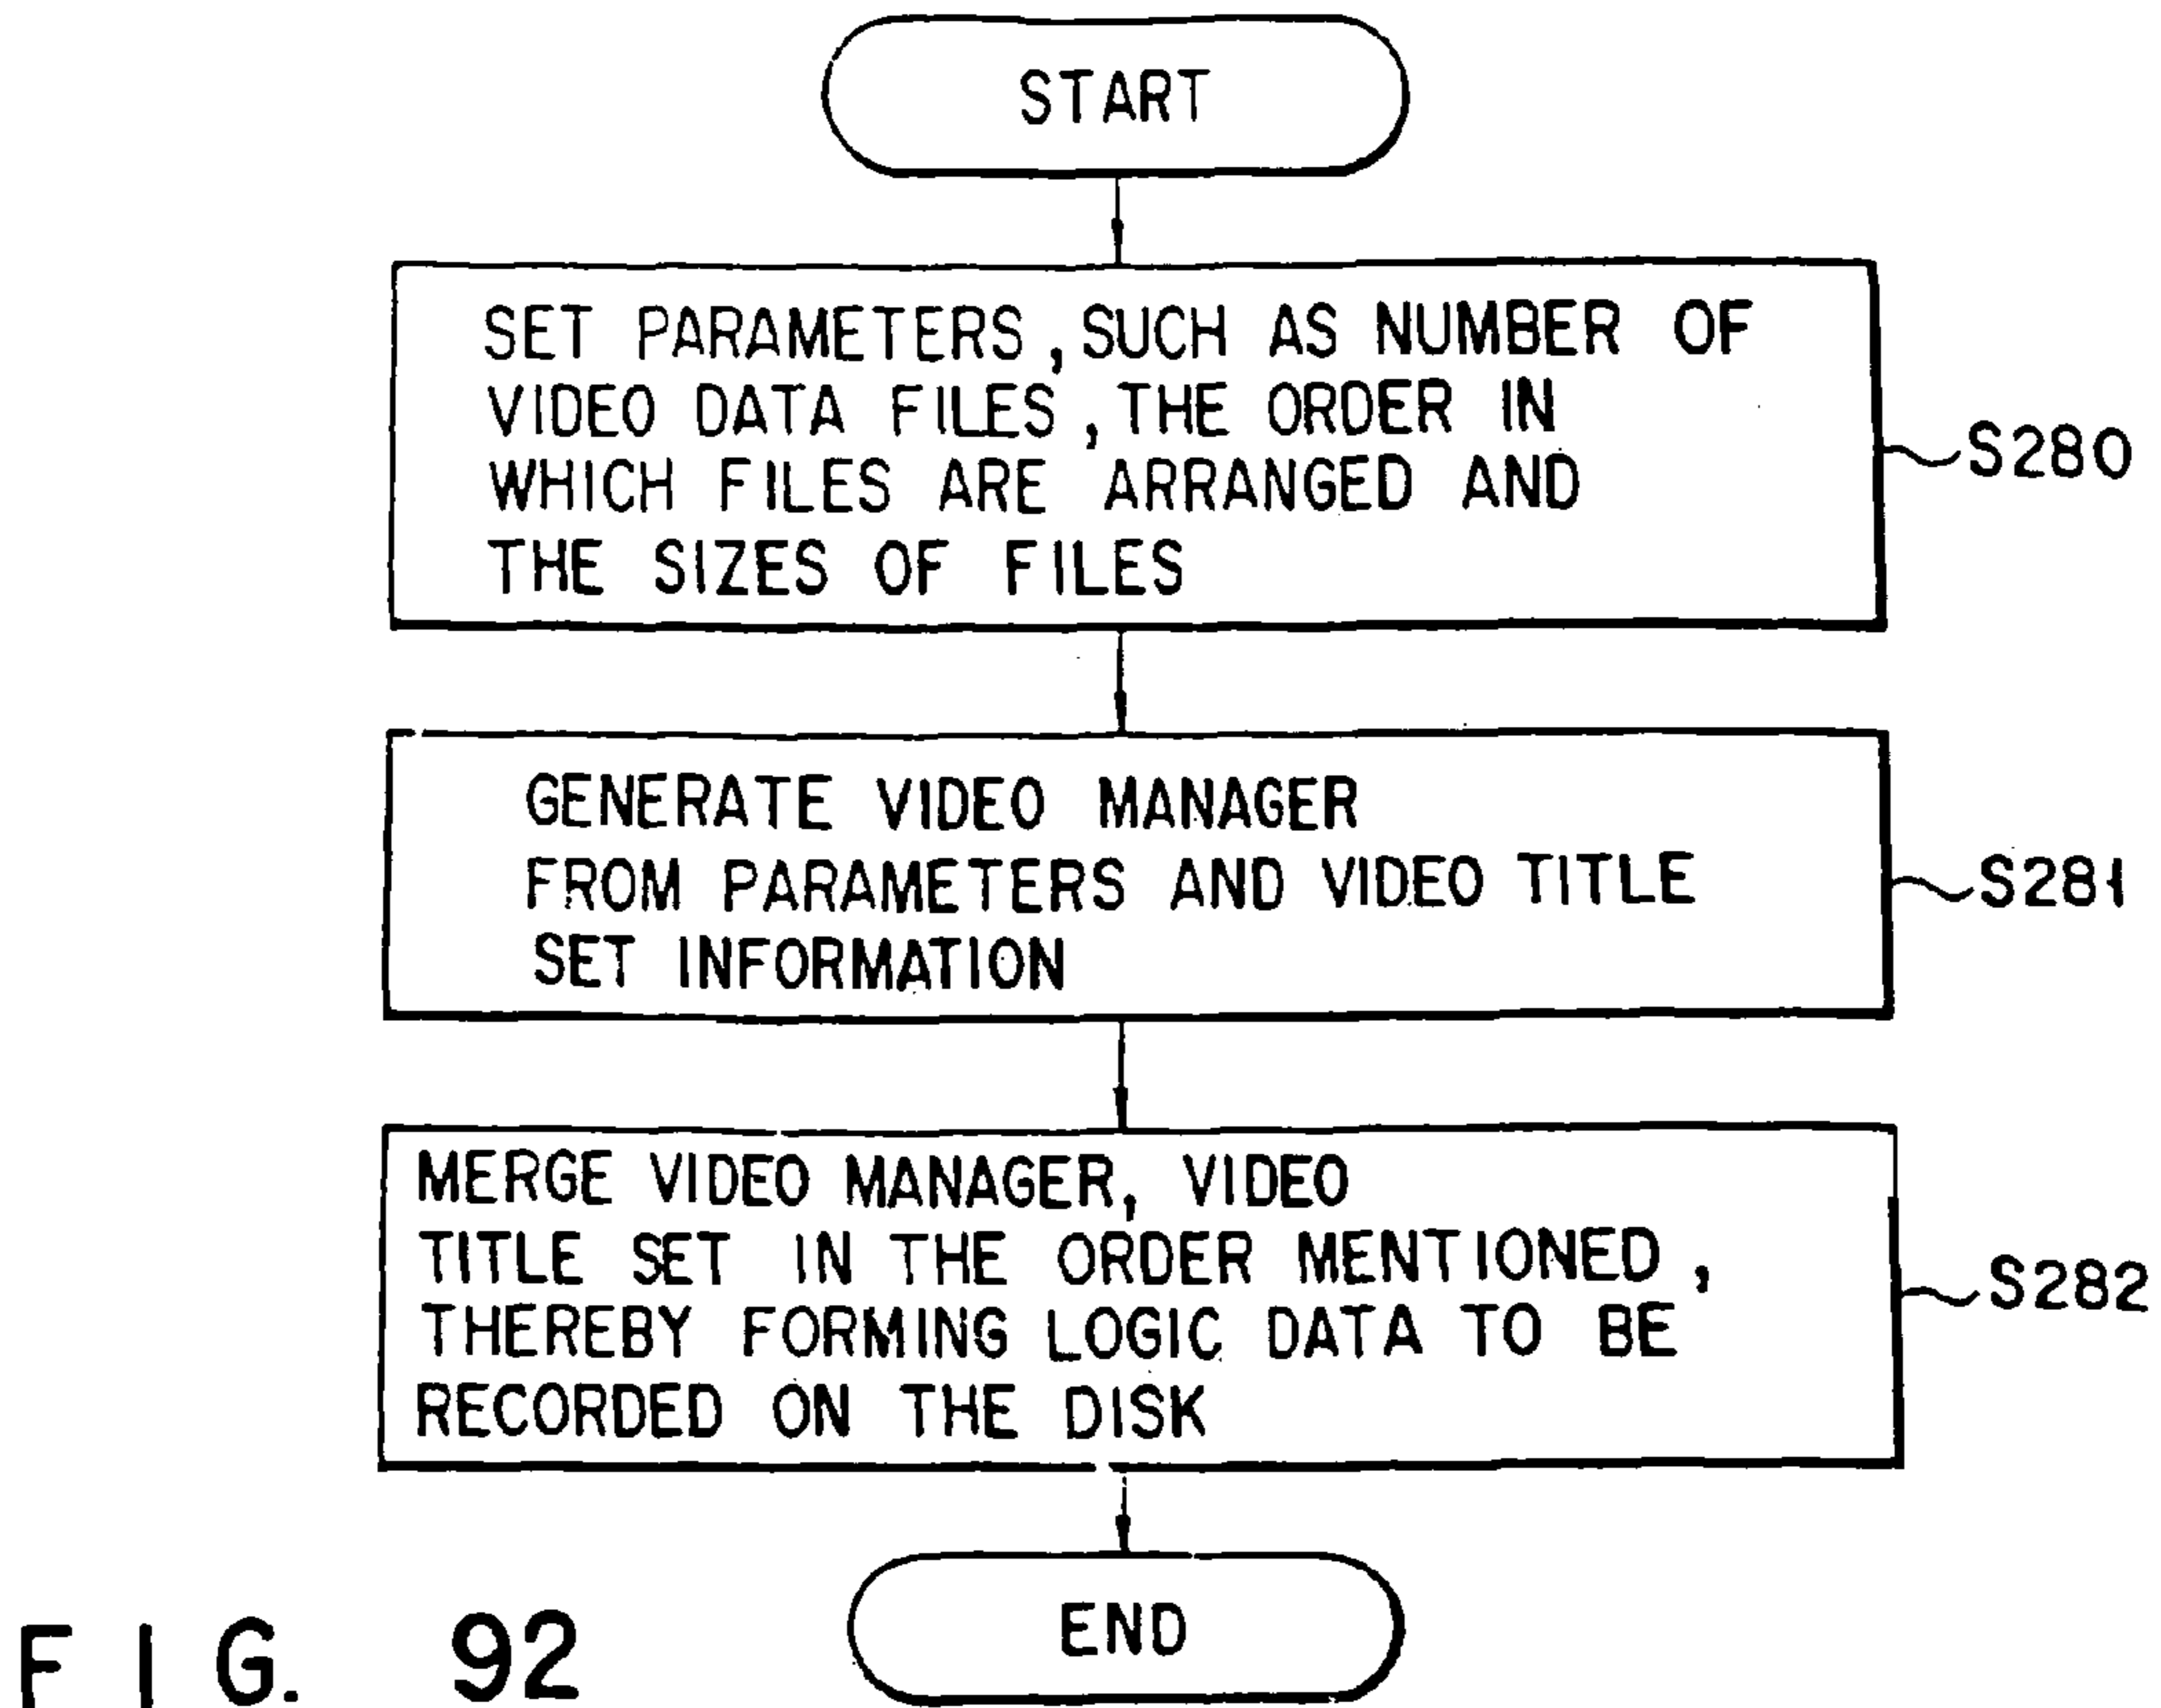 START
SET PARAMETERS, SUCH AS NUMBER OF
VIDEO DATA FILES, THE ORDER IN
WHICH FILES ARE ARRANGED AND
THE SIZES OF FILES
S280
GENERATE VIDEO MANAGER
FROM PARAMETERS AND VIDEO TITLE
SET INFORMATION
S281
MERGE VIDEO MANAGER, VIDEO
TITLE SET IN THE ORDER MENTIONED,
THEREBY FORMING LOGIC DATA TO BE
RECORDED ON THE DISK
S282
END
FIG. 92